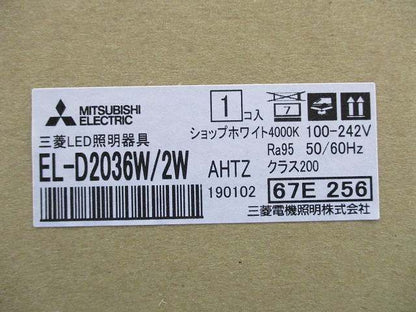 MITSUBISHI
ELECTRIC
1 コ入
7
三菱LED照明器具
ショップホワイト4000K 100-242V
EL-D2036W/2W AHTZ
Ra95 50/60Hz
クラス200
190102
67E 256
三菱電機照明株式会社